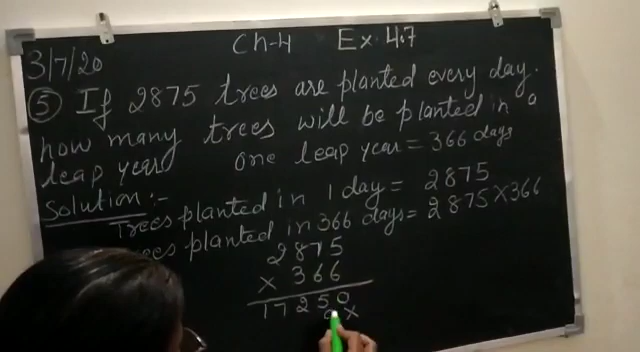 Ch-4 Ex. 4.7
3/7/20
⑤ If 2875 trees are planted every day.
how many trees will be planted in a
leap year one leap year = 366 days
Solution :-
Trees planted in 1 day = 2875
ees planted in 366 days = 2875 X 366
2875
X 366
17250
0X